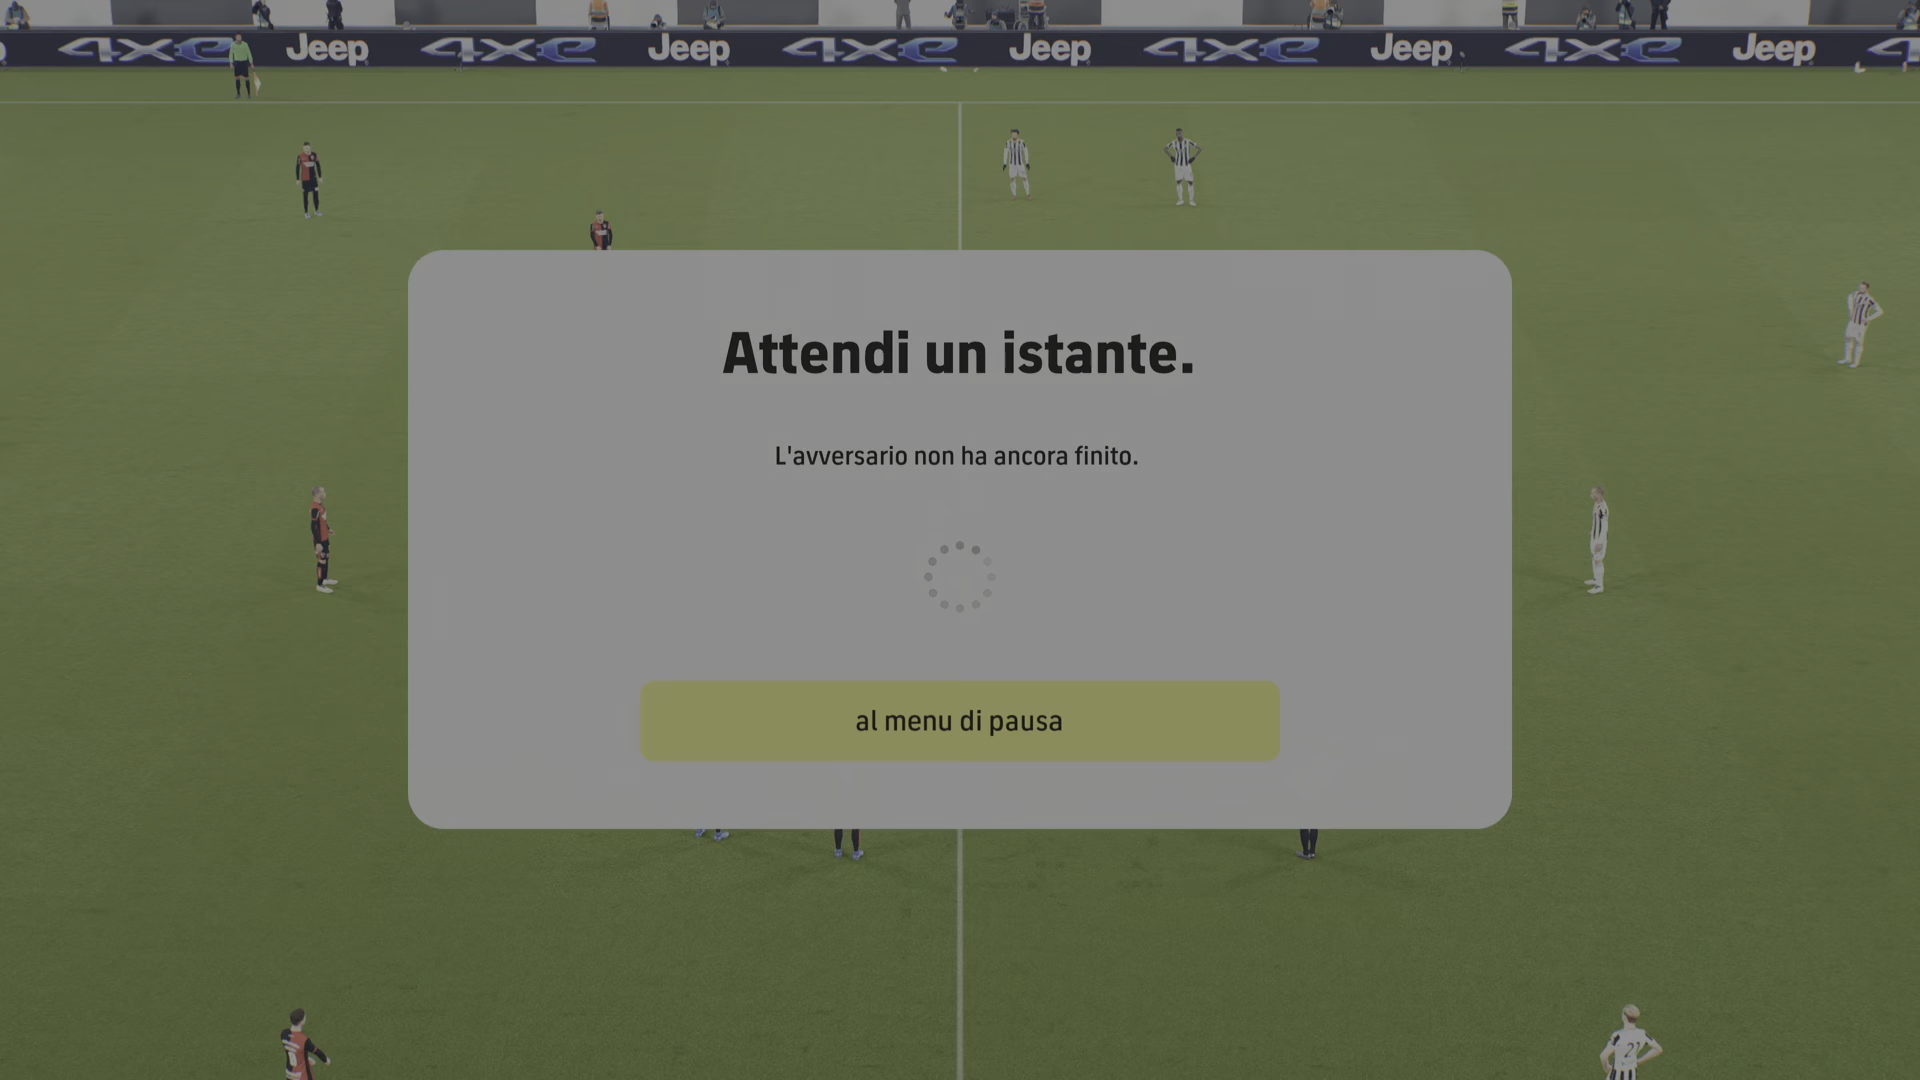 4xe Jeep 4xe Jeep 4xe Jeep 4xe Jeep 4xe Jeep
Attendi un istante.
L'avversario non ha ancora finito.
al menu di pausa